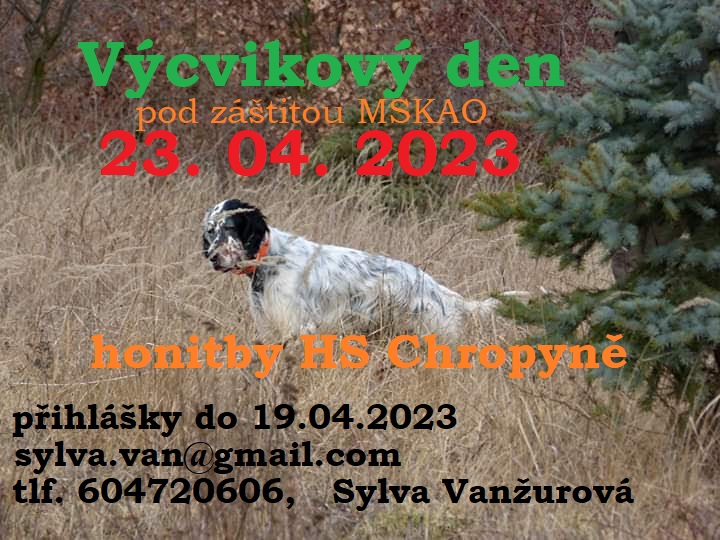 Výcvikový den
pod záštitou MSKAO
23. 04. 2023
honitby HS Chropyně
přihlášky do 19.04.2023
sylva.van@gmail.com
tlf. 604720606, Sylva Vanžurová